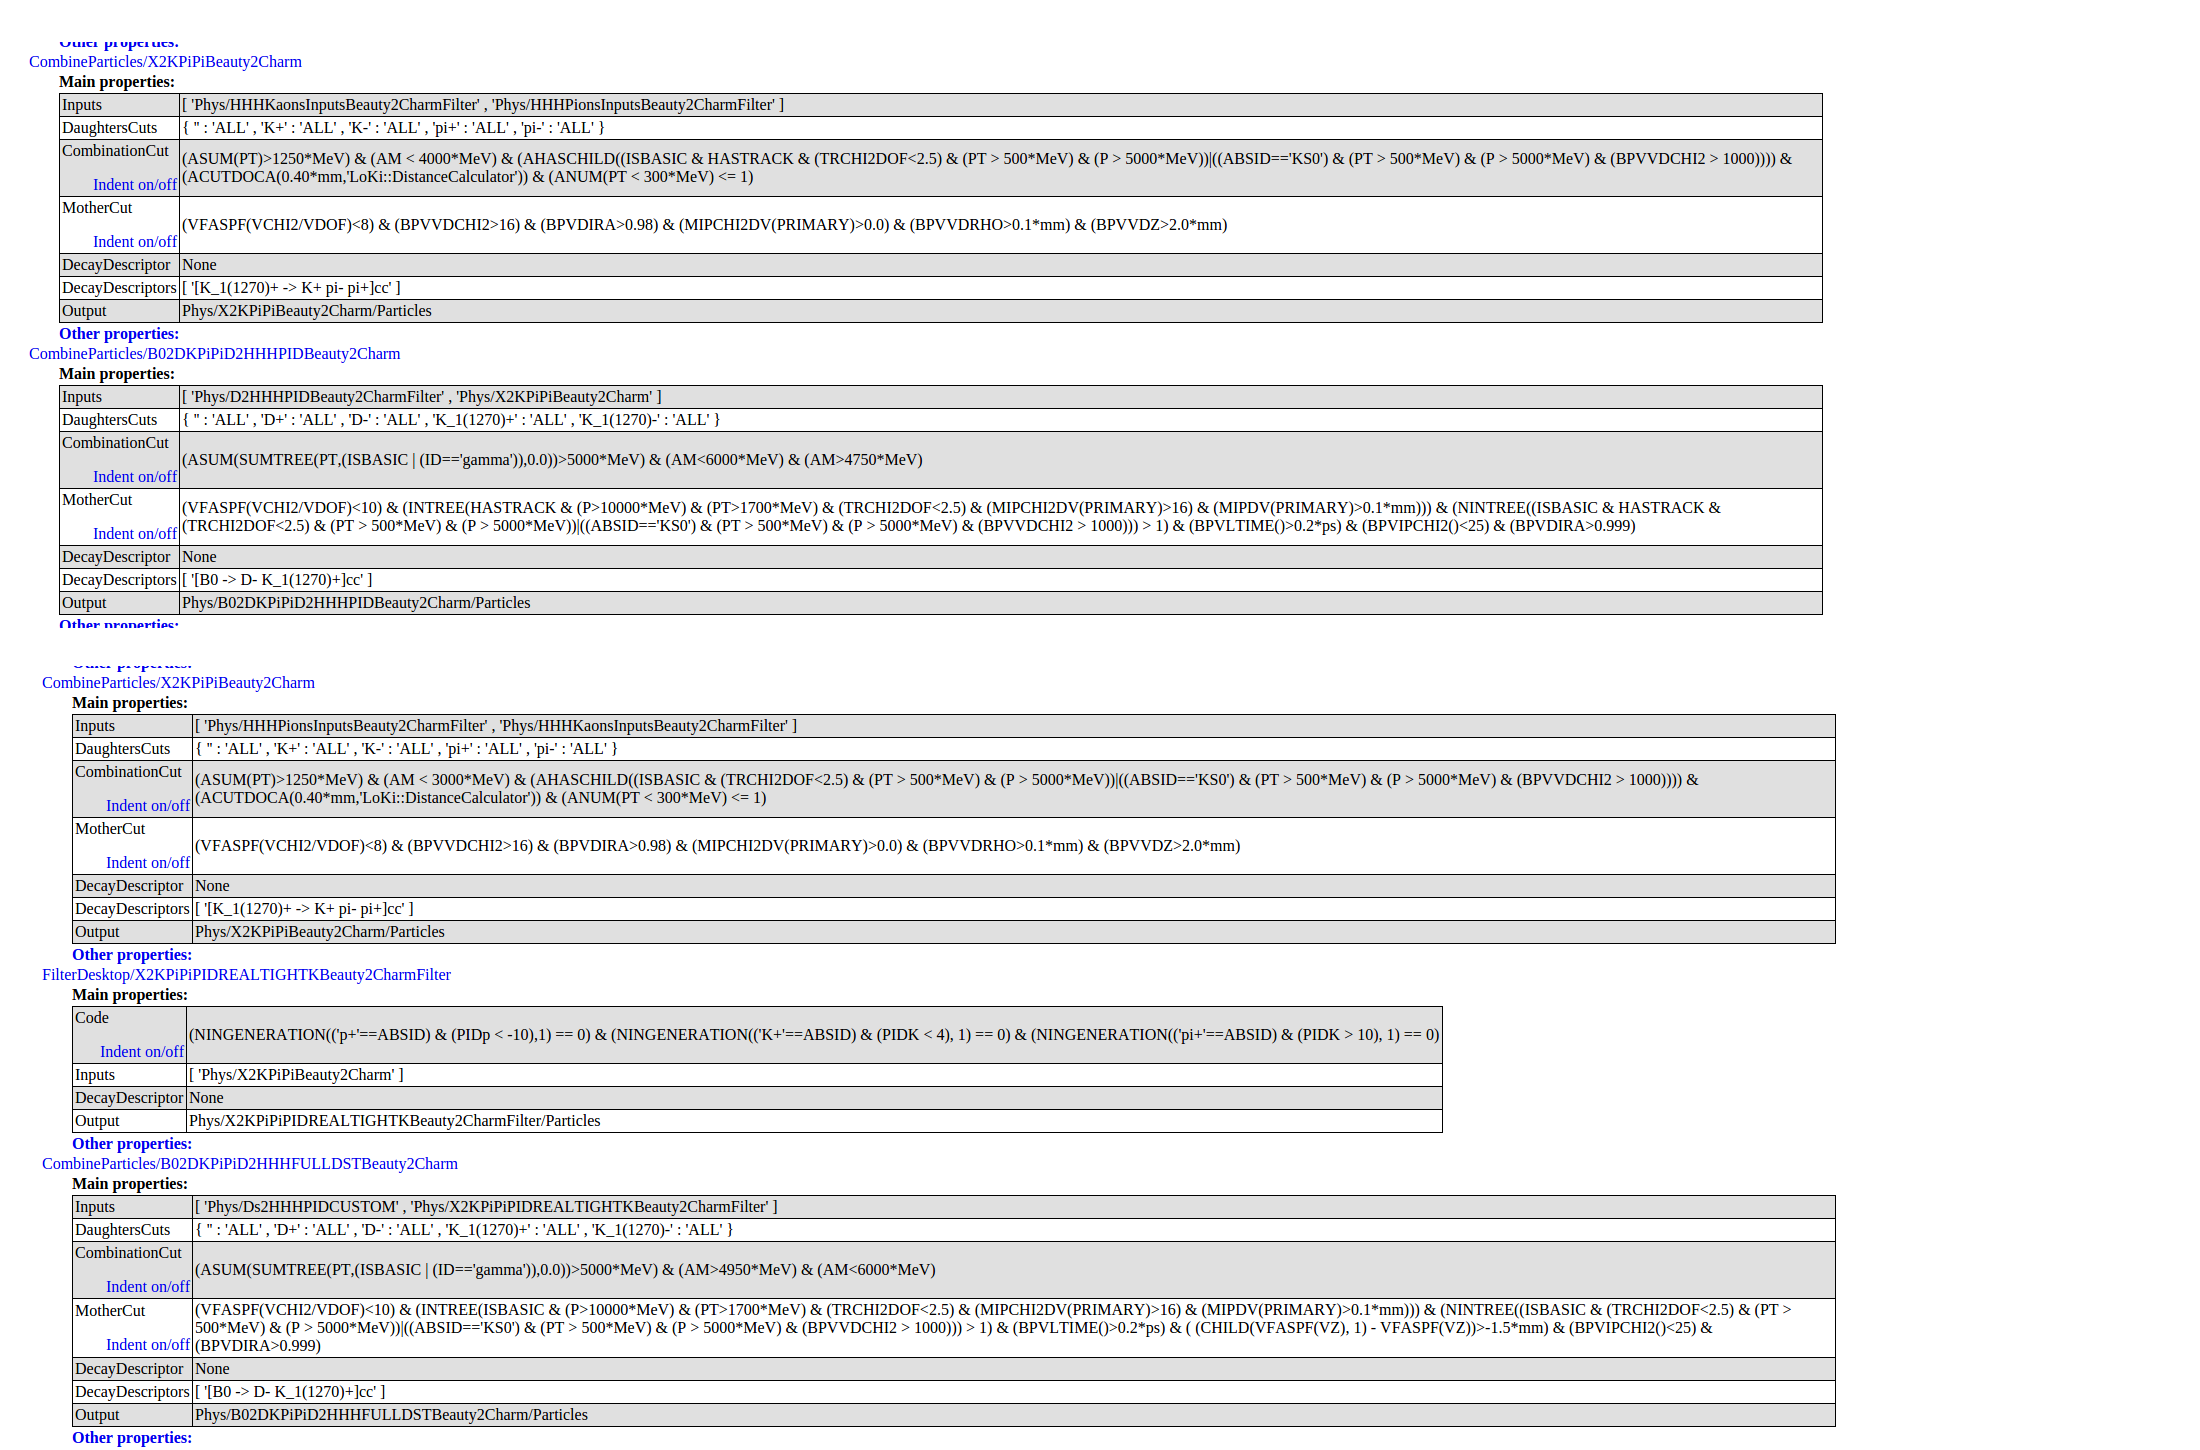 Other properties:
CombineParticles/X2KPiPiBeauty2Charm
Main properties:
Inputs [ 'Phys/HHHKaonsInputsBeauty2CharmFilter' , 'Phys/HHHPionsInputsBeauty2CharmFilter' ]
DaughtersCuts { '' : 'ALL' , 'K+' : 'ALL' , 'K-' : 'ALL' , 'pi+' : 'ALL' , 'pi-' : 'ALL' }
CombinationCut
(ASUM(PT)>1250*MeV) & (AM < 4000*MeV) & (AHASCHILD((ISBASIC & HASTRACK & (TRCHI2DOF<2.5) & (PT > 500*MeV) & (P > 5000*MeV))|((ABSID=='KS0') & (PT > 500*MeV) & (P > 5000*MeV) & (BPVVDCHI2 > 1000)))) &
(ACUTDOCA(0.40*mm,'LoKi::DistanceCalculator')) & (ANUM(PT < 300*MeV) <= 1)
Indent on/off
MotherCut
(VFASPF(VCHI2/VDOF)<8) & (BPVVDCHI2>16) & (BPVDIRA>0.98) & (MIPCHI2DV(PRIMARY)>0.0) & (BPVVDRHO>0.1*mm) & (BPVVDZ>2.0*mm)
Indent on/off
DecayDescriptor None
DecayDescriptors [ '[K_1(1270)+ -> K+ pi- pi+]cc' ]
Output Phys/X2KPiPiBeauty2Charm/Particles
Other properties:
CombineParticles/B02DKPiPiD2HHHPIDBeauty2Charm
Main properties:
Inputs [ 'Phys/D2HHHPIDBeauty2CharmFilter' , 'Phys/X2KPiPiBeauty2Charm' ]
DaughtersCuts { '' : 'ALL' , 'D+' : 'ALL' , 'D-' : 'ALL' , 'K_1(1270)+' : 'ALL' , 'K_1(1270)-' : 'ALL' }
CombinationCut
(ASUM(SUMTREE(PT,(ISBASIC | (ID=='gamma')),0.0))>5000*MeV) & (AM<6000*MeV) & (AM>4750*MeV)
Indent on/off
MotherCut
(VFASPF(VCHI2/VDOF)<10) & (INTREE(HASTRACK & (P>10000*MeV) & (PT>1700*MeV) & (TRCHI2DOF<2.5) & (MIPCHI2DV(PRIMARY)>16) & (MIPDV(PRIMARY)>0.1*mm))) & (NINTREE((ISBASIC & HASTRACK &
(TRCHI2DOF<2.5) & (PT > 500*MeV) & (P > 5000*MeV))|((ABSID=='KS0') & (PT > 500*MeV) & (P > 5000*MeV) & (BPVVDCHI2 > 1000))) > 1) & (BPVLTIME()>0.2*ps) & (BPVIPCHI2()<25) & (BPVDIRA>0.999)
Indent on/off
DecayDescriptor None
DecayDescriptors [ '[B0 -> D- K_1(1270)+]cc' ]
Output Phys/B02DKPiPiD2HHHPIDBeauty2Charm/Particles
Other properties:
Other properties:
CombineParticles/X2KPiPiBeauty2Charm
Main properties:
Inputs [ 'Phys/HHHPionsInputsBeauty2CharmFilter' , 'Phys/HHHKaonsInputsBeauty2CharmFilter' ]
DaughtersCuts { '' : 'ALL' , 'K+' : 'ALL' , 'K-' : 'ALL' , 'pi+' : 'ALL' , 'pi-' : 'ALL' }
CombinationCut
(ASUM(PT)>1250*MeV) & (AM < 3000*MeV) & (AHASCHILD((ISBASIC & (TRCHI2DOF<2.5) & (PT > 500*MeV) & (P > 5000*MeV))|((ABSID=='KS0') & (PT > 500*MeV) & (P > 5000*MeV) & (BPVVDCHI2 > 1000)))) &
(ACUTDOCA(0.40*mm,'LoKi::DistanceCalculator')) & (ANUM(PT < 300*MeV) <= 1)
Indent on/off
MotherCut
(VFASPF(VCHI2/VDOF)<8) & (BPVVDCHI2>16) & (BPVDIRA>0.98) & (MIPCHI2DV(PRIMARY)>0.0) & (BPVVDRHO>0.1*mm) & (BPVVDZ>2.0*mm)
Indent on/off
DecayDescriptor None
DecayDescriptors [ '[K_1(1270)+ -> K+ pi- pi+]cc' ]
Output Phys/X2KPiPiBeauty2Charm/Particles
Other properties:
FilterDesktop/X2KPiPiPIDREALTIGHTKBeauty2CharmFilter
Main properties:
Code
(NINGENERATION(('p+'==ABSID) & (PIDp < -10),1) == 0) & (NINGENERATION(('K+'==ABSID) & (PIDK < 4), 1) == 0) & (NINGENERATION(('pi+'==ABSID) & (PIDK > 10), 1) == 0)
Indent on/off
Inputs [ 'Phys/X2KPiPiBeauty2Charm' ]
DecayDescriptor None
Output Phys/X2KPiPiPIDREALTIGHTKBeauty2CharmFilter/Particles
Other properties:
CombineParticles/B02DKPiPiD2HHHFULLDSTBeauty2Charm
Main properties:
Inputs [ 'Phys/Ds2HHHPIDCUSTOM' , 'Phys/X2KPiPiPIDREALTIGHTKBeauty2CharmFilter' ]
DaughtersCuts { '' : 'ALL' , 'D+' : 'ALL' , 'D-' : 'ALL' , 'K_1(1270)+' : 'ALL' , 'K_1(1270)-' : 'ALL' }
CombinationCut
(ASUM(SUMTREE(PT,(ISBASIC | (ID=='gamma')),0.0))>5000*MeV) & (AM>4950*MeV) & (AM<6000*MeV)
Indent on/off
MotherCut
(VFASPF(VCHI2/VDOF)<10) & (INTREE(ISBASIC & (P>10000*MeV) & (PT>1700*MeV) & (TRCHI2DOF<2.5) & (MIPCHI2DV(PRIMARY)>16) & (MIPDV(PRIMARY)>0.1*mm))) & (NINTREE((ISBASIC & (TRCHI2DOF<2.5) & (PT >
500*MeV) & (P > 5000*MeV))|((ABSID=='KS0') & (PT > 500*MeV) & (P > 5000*MeV) & (BPVVDCHI2 > 1000))) > 1) & (BPVLTIME()>0.2*ps) & ( (CHILD(VFASPF(VZ), 1) - VFASPF(VZ))>-1.5*mm) & (BPVIPCHI2()<25) &
(BPVDIRA>0.999)
Indent on/off
DecayDescriptor None
DecayDescriptors [ '[B0 -> D- K_1(1270)+]cc' ]
Output Phys/B02DKPiPiD2HHHFULLDSTBeauty2Charm/Particles
Other properties: